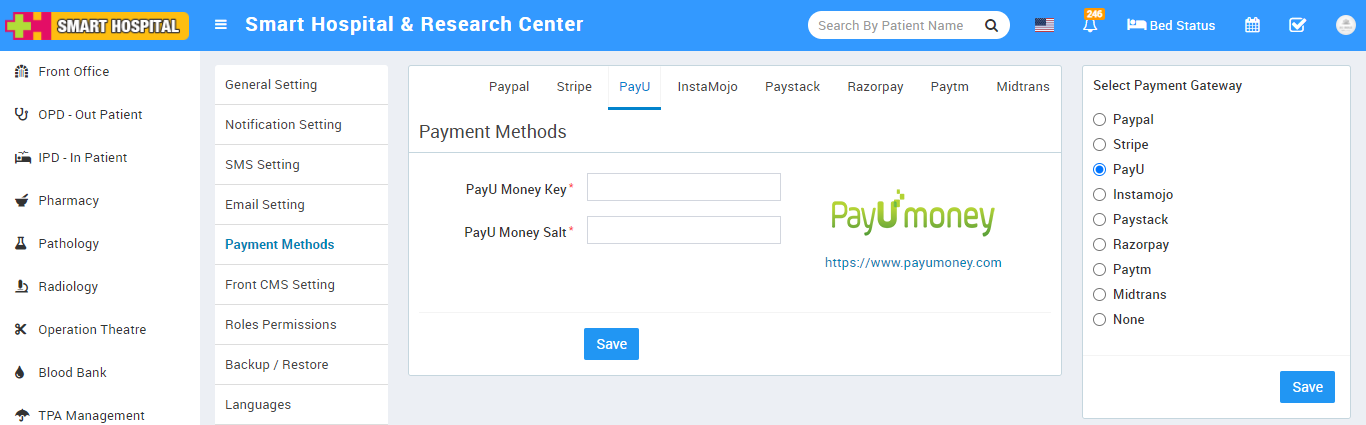 SMART HOSPITAL
Smart Hospital & Research Center
Search By Patient Name
246
Bed Status
Front Office
OPD - Out Patient
IPD - In Patient
Pharmacy
Pathology
Radiology
Operation Theatre
Blood Bank
TPA Management
General Setting
Notification Setting
SMS Setting
Email Setting
Payment Methods
Front CMS Setting
Roles Permissions
Backup / Restore
Languages
Paypal Stripe PayU InstaMojo Paystack Razorpay Paytm Midtrans
Payment Methods
PayU Money Key*
PayU Money Salt*
PayUmoney
https://www.payumoney.com
Save
Select Payment Gateway
Paypal
Stripe
PayU
Instamojo
Paystack
Razorpay
Paytm
Midtrans
None
Save